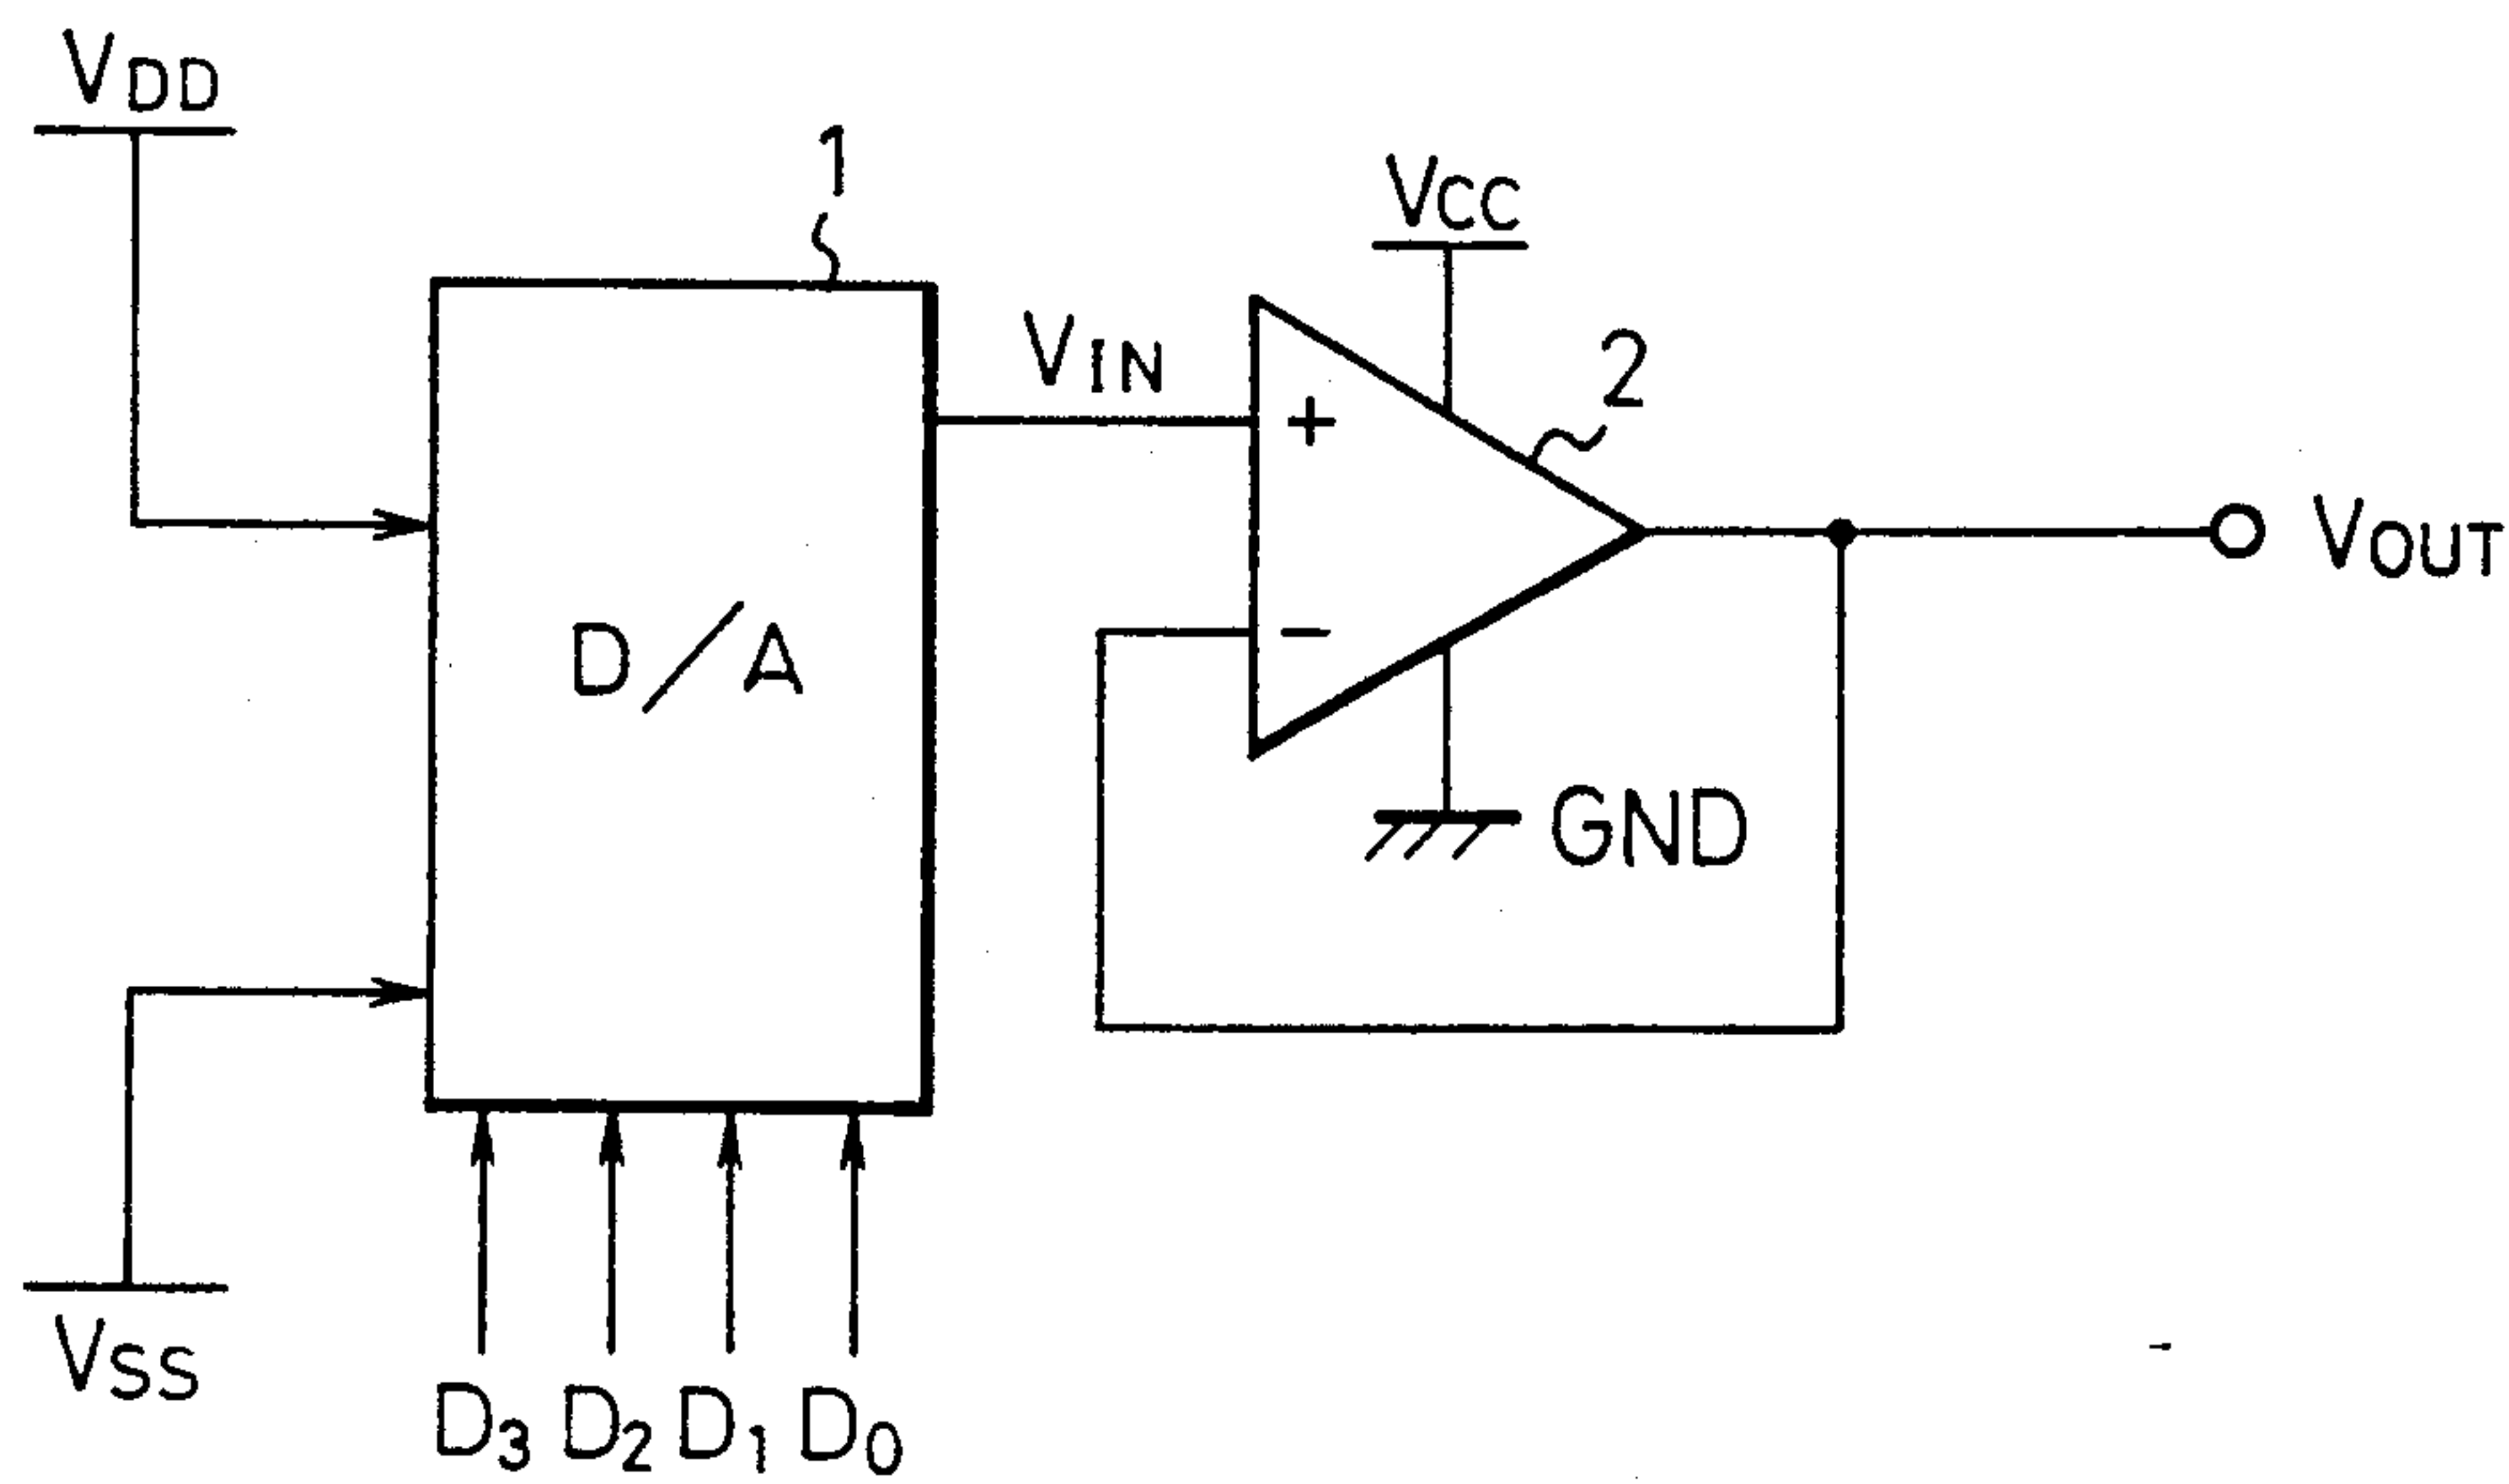 VDD
1
VCC
VIN
2
+
VOUT
D/A
−
GND
VSS
D3 D2 D1 D0